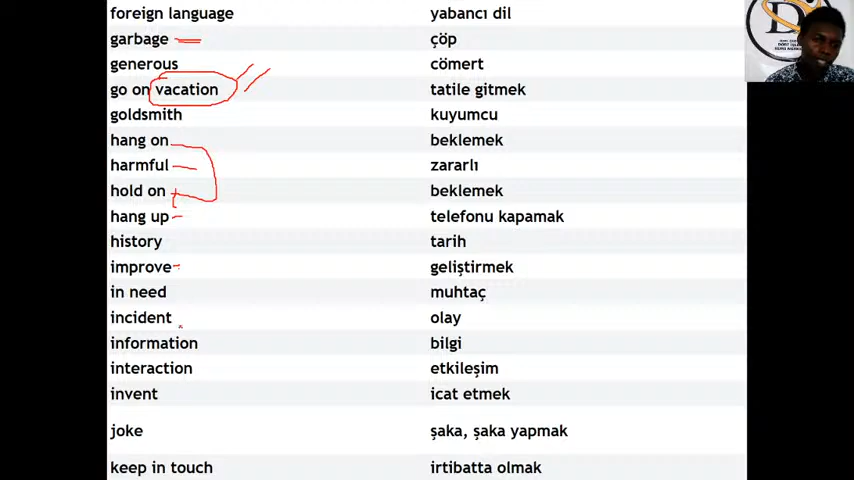 foreign language yabancı dil
garbage çöp
generous cömert
go on vacation tatile gitmek
goldsmith kuyumcu
hang on beklemek
harmful zararlı
hold on beklemek
hang up telefonu kapamak
history tarih
improve geliştirmek
in need muhtaç
incident olay
information bilgi
interaction etkileşim
invent icat etmek
joke şaka, şaka yapmak
keep in touch irtibatta olmak